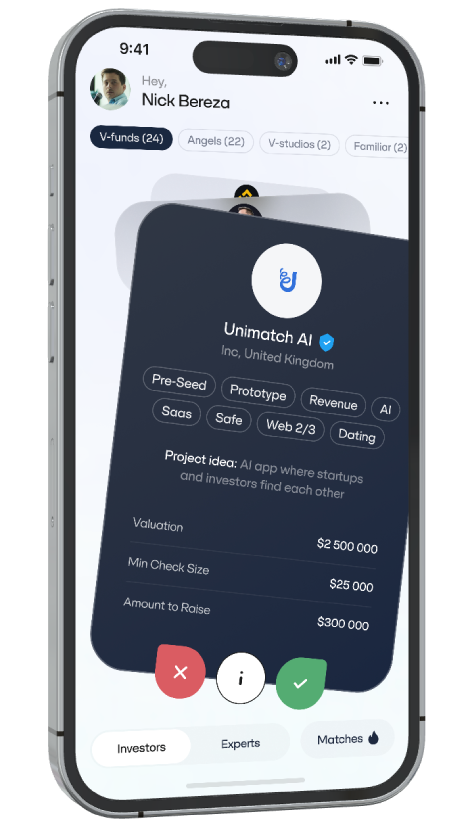 9:41
Hey,
Nick Bereza
V-funds (24) Angels (22) V-studios (2) Familiar (2)
Unimatch AI
Inc, United Kingdom
Pre-Seed Prototype Revenue AI
Saas Safe Web 2/3 Dating
Project idea: AI app where startups
and investors find each other
Valuation $2 500 000
Min Check Size $25 000
Amount to Raise $300 000
i
Investors Experts Matches